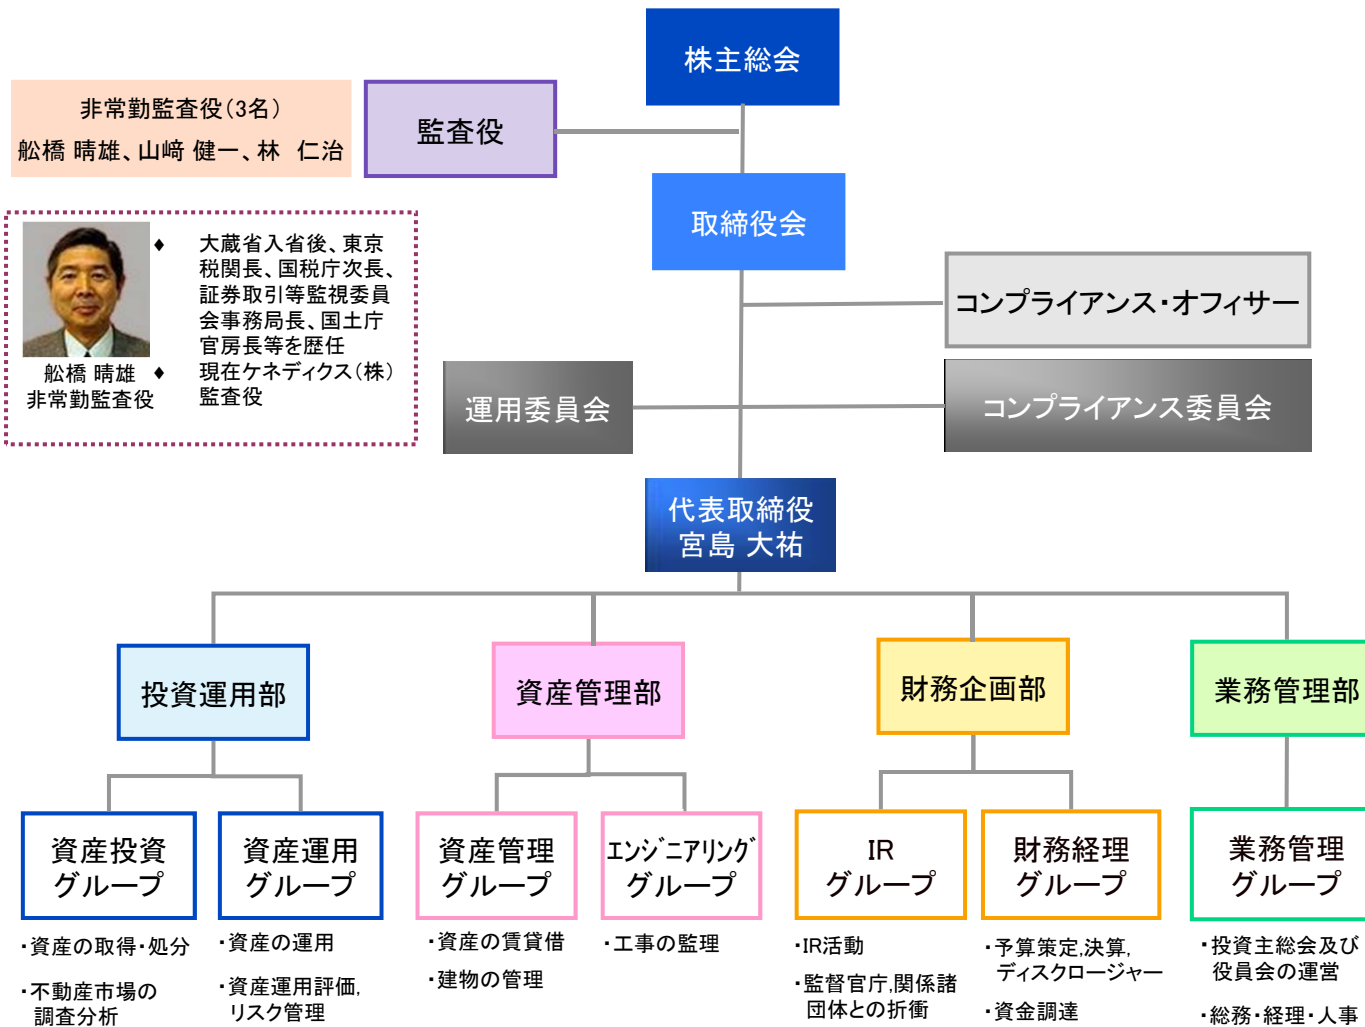 株主総会
非常勤監査役(3名)
舩橋 晴雄、山﨑 健一、林 仁治
監査役
取締役会
♦ 大蔵省入省後、東京
税関長、国税庁次長、
証券取引等監視委員
会事務局長、国土庁
官房長等を歴任
♦ 現在ケネディクス(株)
監査役
舩橋 晴雄
非常勤監査役
コンプライアンス・オフィサー
運用委員会
コンプライアンス委員会
代表取締役
宮島 大祐
投資運用部
資産管理部
財務企画部
業務管理部
資産投資
グループ
資産運用
グループ
資産管理
グループ
エンジニアリング
グループ
IR
グループ
財務経理
グループ
業務管理
グループ
・資産の取得・処分
・不動産市場の
調査分析
・資産の運用
・資産運用評価,
リスク管理
・資産の賃貸借
・建物の管理
・工事の監理
・IR活動
・監督官庁,関係諸
団体との折衝
・予算策定,決算,
ディスクロージャー
・資金調達
・投資主総会及び
役員会の運営
・総務・経理・人事